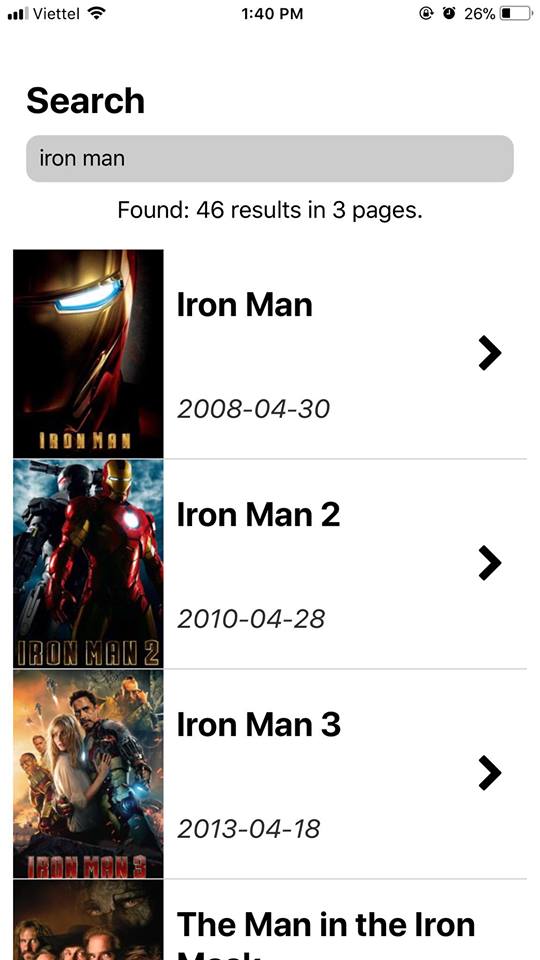 Viettel 1:40 PM 26%
Search
iron man
Found: 46 results in 3 pages.
IRON MAN
Iron Man
2008-04-30
IRON MAN 2
Iron Man 2
2010-04-28
IRON MAN 3
Iron Man 3
2013-04-18
The Man in the Iron
Mask